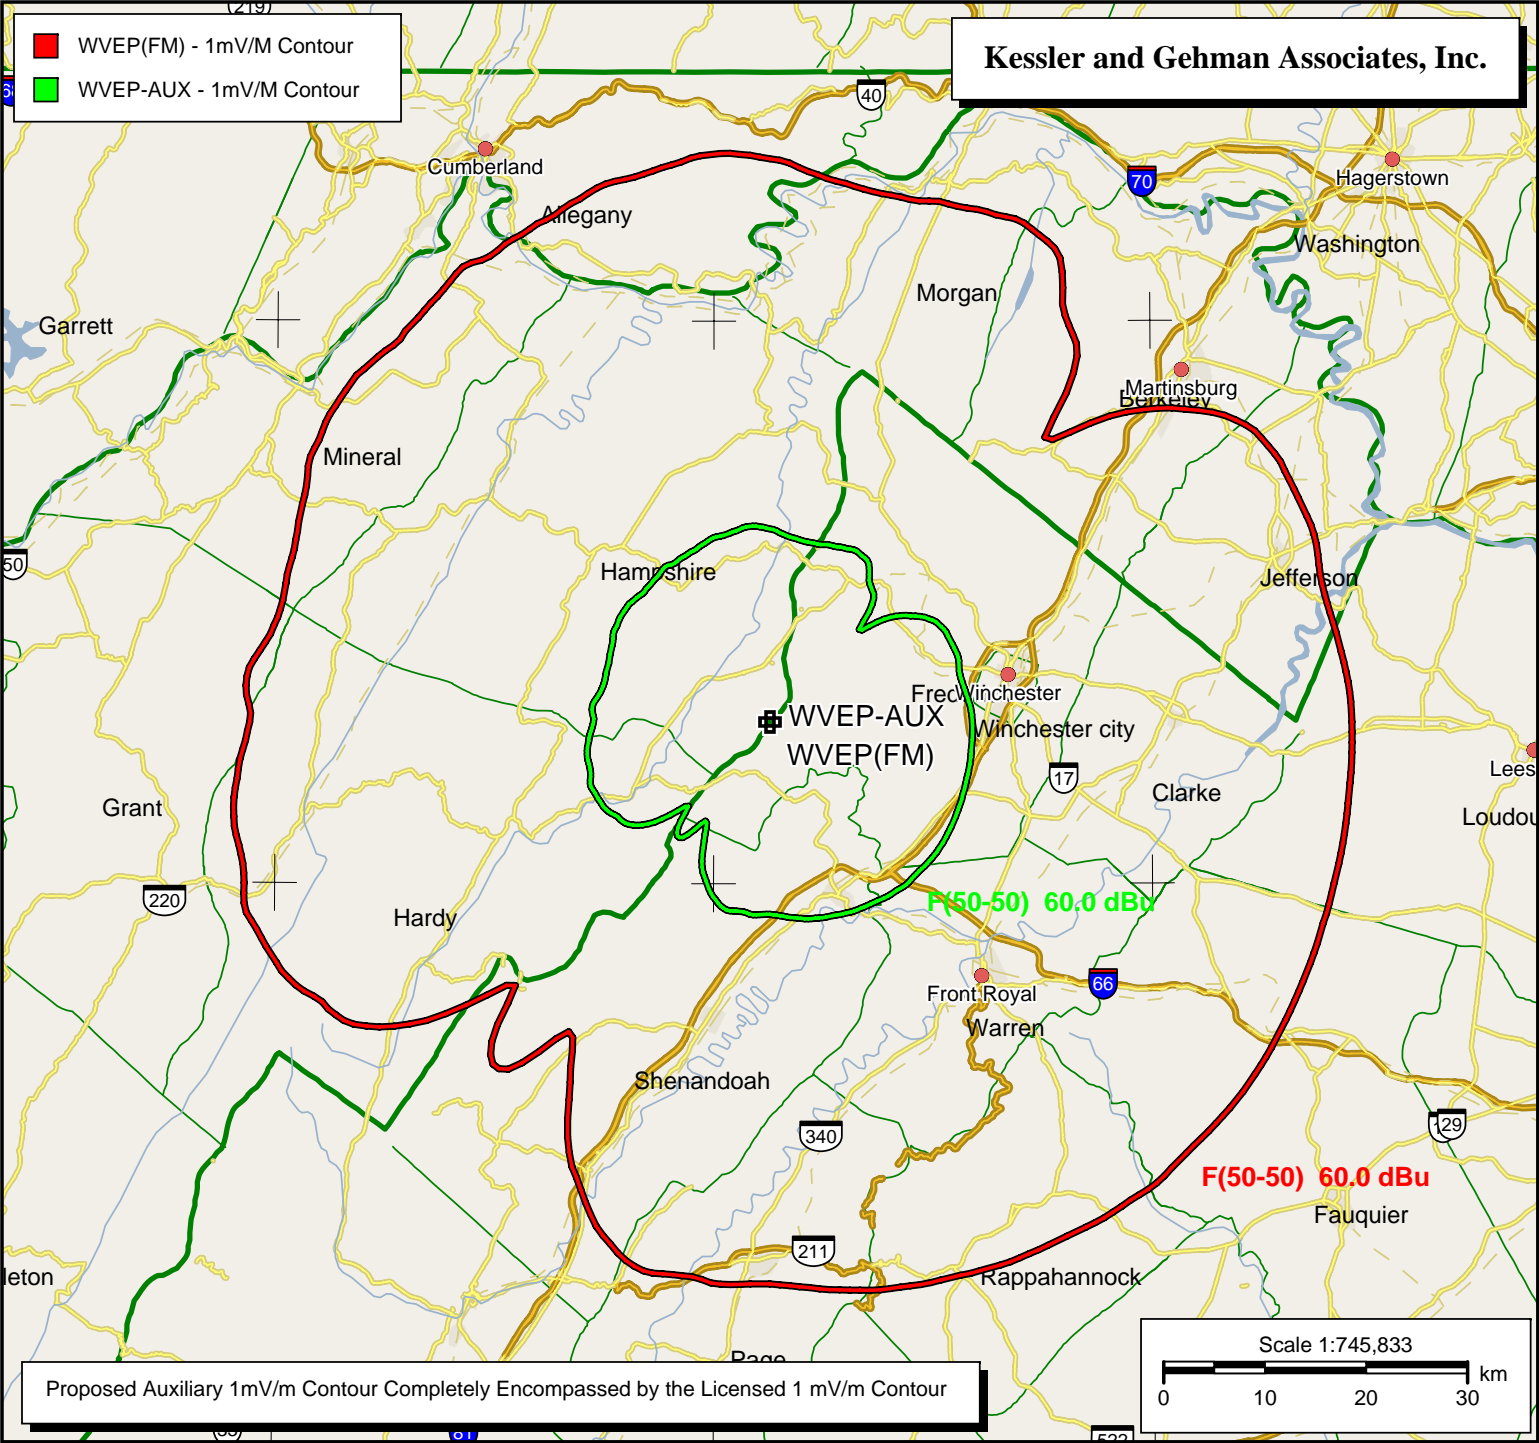 219
WVEP(FM) - 1mV/M Contour
WVEP-AUX - 1mV/M Contour
Kessler and Gehman Associates, Inc.
68
40
Cumberland
70
Hagerstown
Allegany
Washington
Morgan
Garrett
Martinsburg
Berkeley
Mineral
50
Hampshire
Jefferson
Winchester
WVEP-AUX
Winchester city
WVEP(FM)
Lees
17
Grant
Clarke
Loudou
220
F(50-50) 60.0 dBu
Hardy
66
Front Royal
Warren
Shenandoah
340
29
F(50-50) 60.0 dBu
Fauquier
211
leton
Rappahannock
Page
Scale 1:745,833
km
0 10 20 30
Proposed Auxiliary 1mV/m Contour Completely Encompassed by the Licensed 1 mV/m Contour
81
522